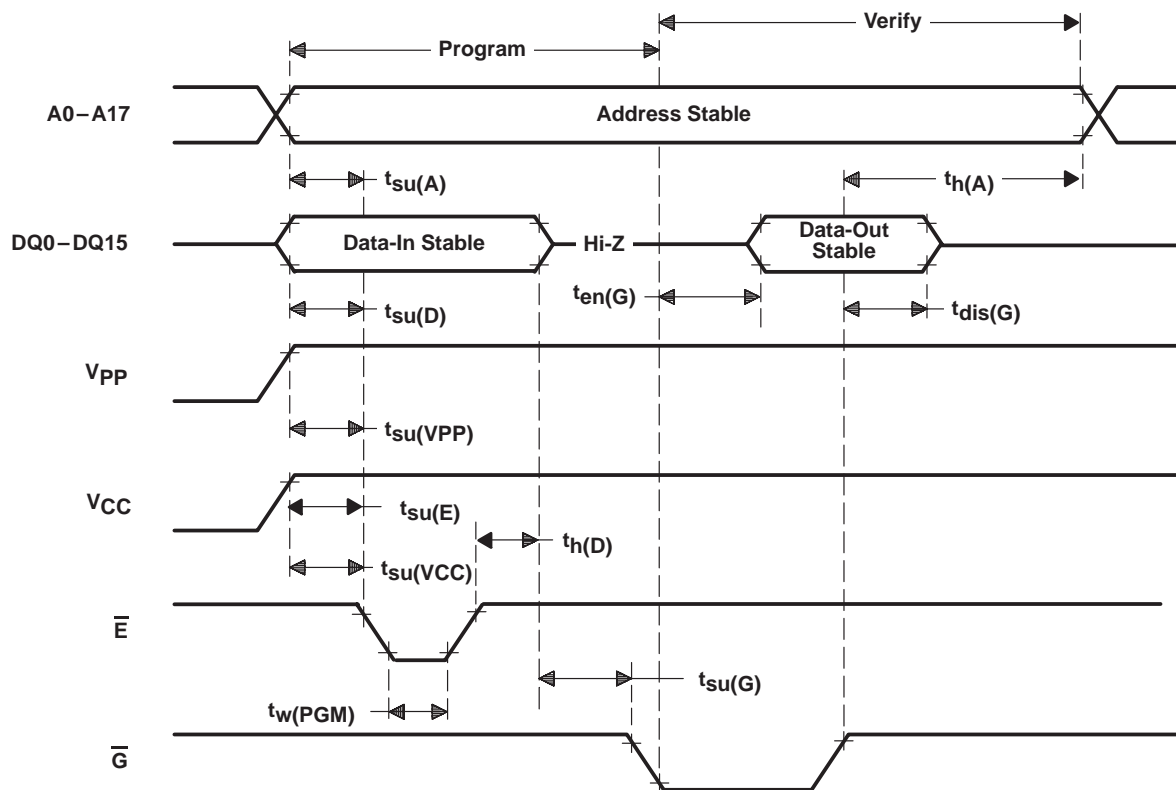 Verify
Program
A0–A17
Address Stable
tsu(A)
th(A)
DQ0–DQ15
Data-In Stable
Hi-Z
Data-Out
Stable
ten(G)
tsu(D)
tdis(G)
VPP
tsu(VPP)
VCC
tsu(E)
th(D)
tsu(VCC)
E̅
tsu(G)
tw(PGM)
G̅